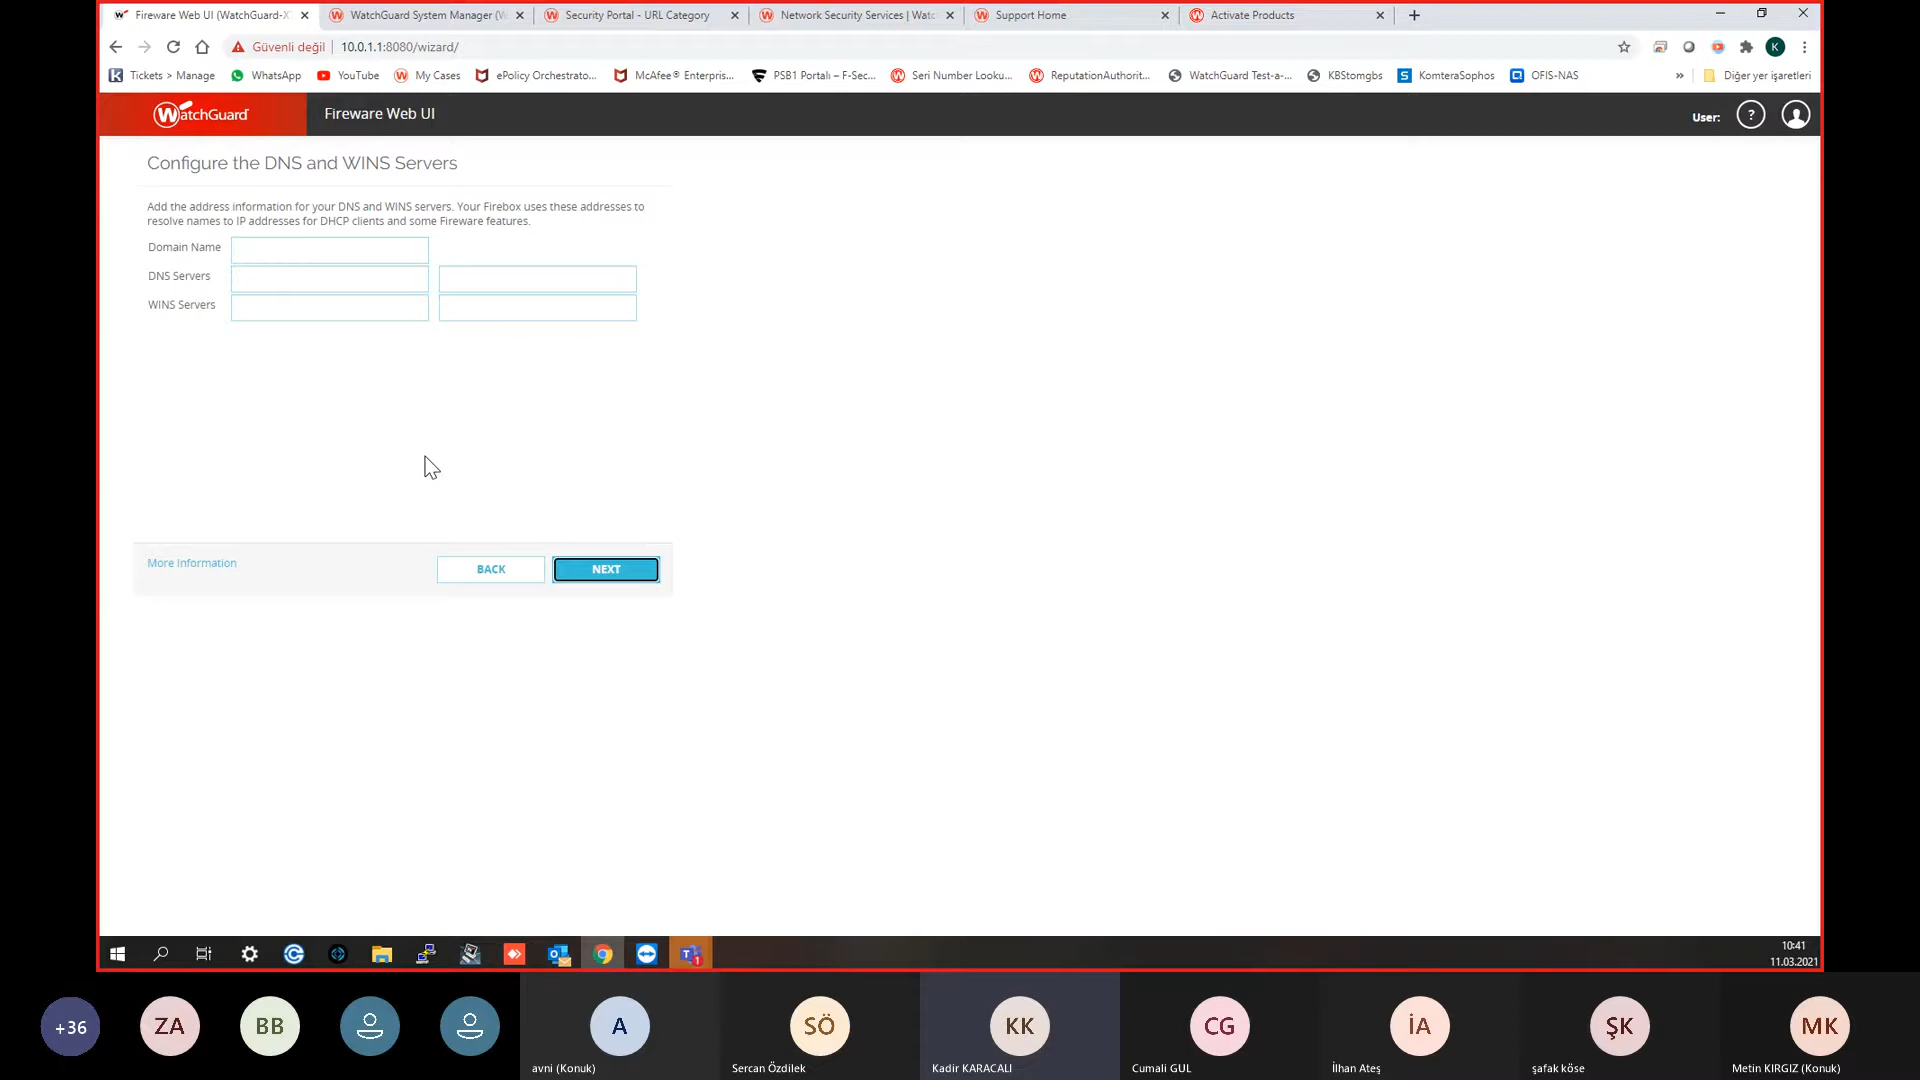 Fireware Web UI (WatchGuard-X
WatchGuard System Manager (W
Security Portal - URL Category
Network Security Services | Watc
Support Home
Activate Products
Güvenli değil
10.0.1.1:8080/wizard/
K
Tickets > Manage
WhatsApp
YouTube
My Cases
ePolicy Orchestrato...
McAfee® Enterpris...
PSB1 Portalı – F-Sec...
Seri Number Looku...
ReputationAuthorit...
WatchGuard Test-a-...
KBStomgbs
KomteraSophos
OFIS-NAS
»
Diğer yer işaretleri
WatchGuard
Fireware Web UI
User:
?
Configure the DNS and WINS Servers
Add the address information for your DNS and WINS servers. Your Firebox uses these addresses to
resolve names to IP addresses for DHCP clients and some Fireware features.
Domain Name
DNS Servers
WINS Servers
More Information
BACK
NEXT
10:41
11.03.2021
+36
ZA
BB
A
SÖ
KK
CG
İA
ŞK
MK
avni (Konuk)
Sercan Özdilek
Kadir KARACALI
Cumali GUL
İlhan Ateş
şafak köse
Metin KIRGIZ (Konuk)